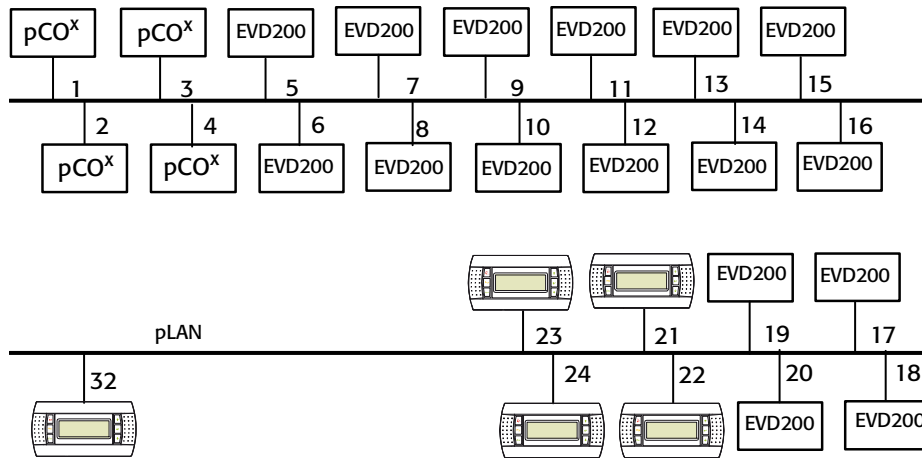 pCOˣ pCOˣ EVD200 EVD200 EVD200 EVD200 EVD200 EVD200
1 3 5 7 9 11 13 15
2 4 6 8 10 12 14 16
pCOˣ pCOˣ EVD200 EVD200 EVD200 EVD200 EVD200 EVD200
EVD200 EVD200
pLAN 23 21 19 17
32 24 22 20 18
EVD200 EVD200